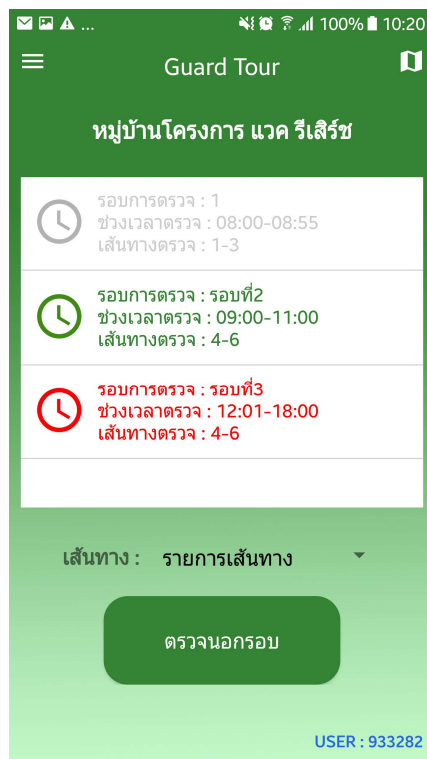 ... 100% 10:20
Guard Tour
หมู่บ้านโครงการ แวค รีเสิร์ช
รอบการตรวจ : 1
ช่วงเวลาตรวจ : 08:00-08:55
เส้นทางตรวจ : 1-3
รอบการตรวจ : รอบที่2
ช่วงเวลาตรวจ : 09:00-11:00
เส้นทางตรวจ : 4-6
รอบการตรวจ : รอบที่3
ช่วงเวลาตรวจ : 12:01-18:00
เส้นทางตรวจ : 4-6
เส้นทาง : รายการเส้นทาง
ตรวจนอกรอบ
USER : 933282